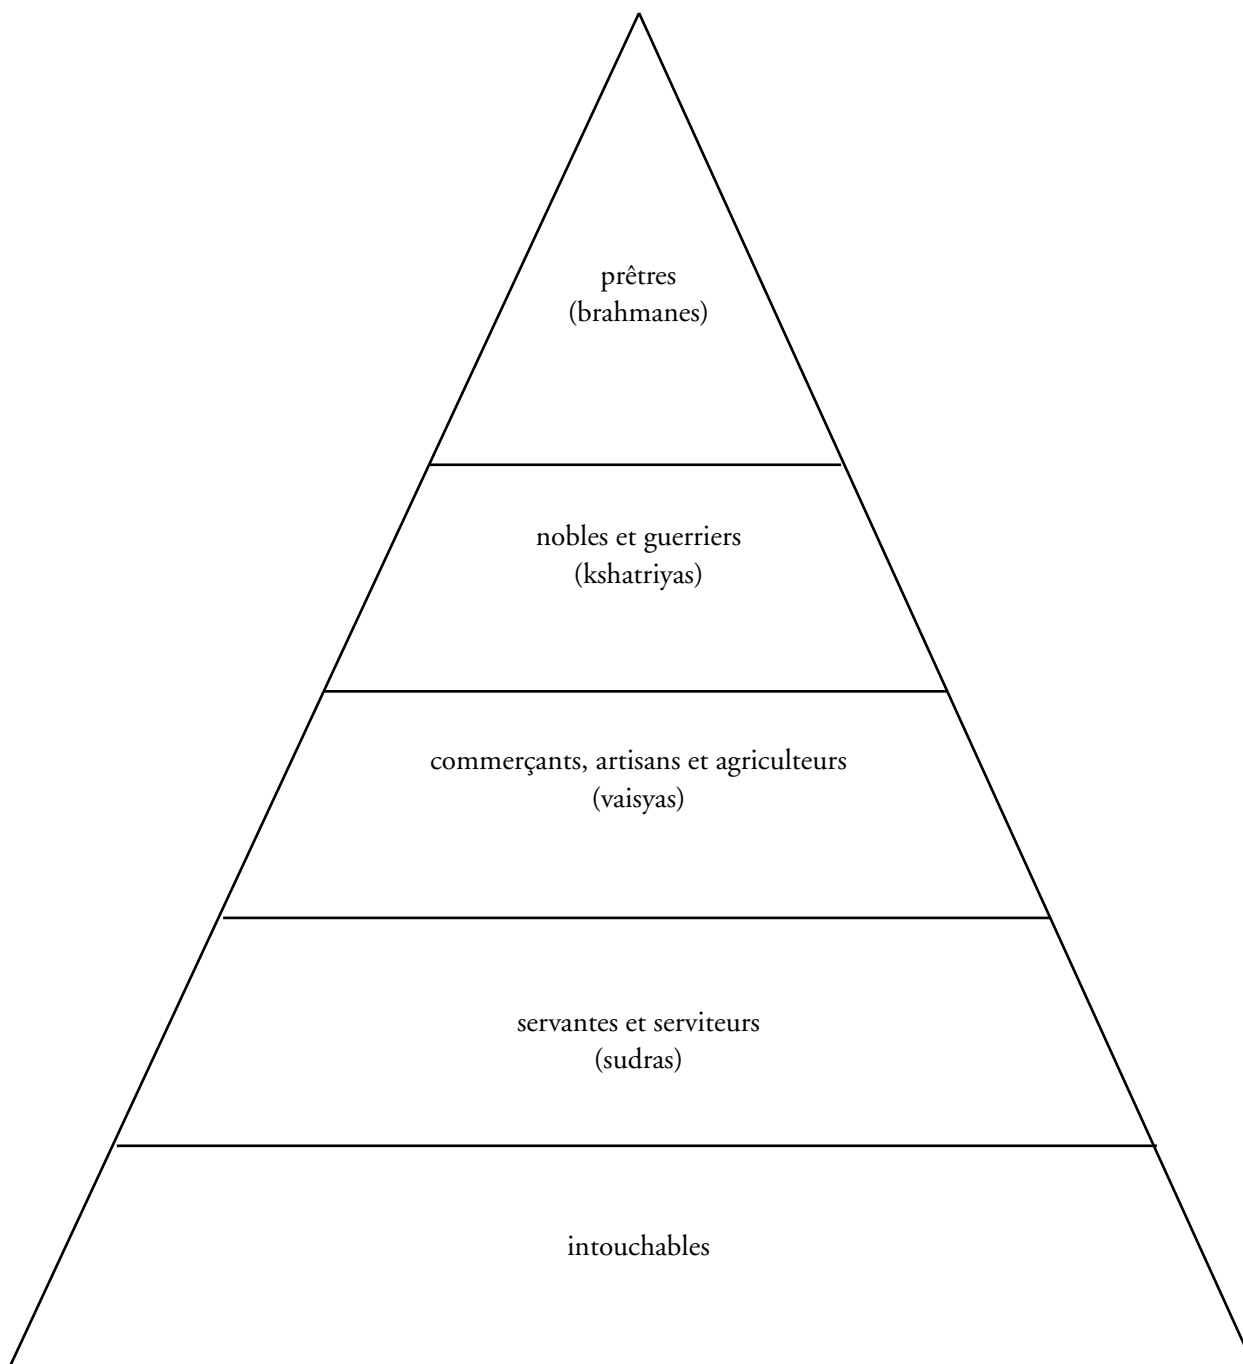 prêtres
(brahmanes)
nobles et guerriers
(kshatriyas)
commerçants, artisans et agriculteurs
(vaisyas)
servantes et serviteurs
(sudras)
intouchables